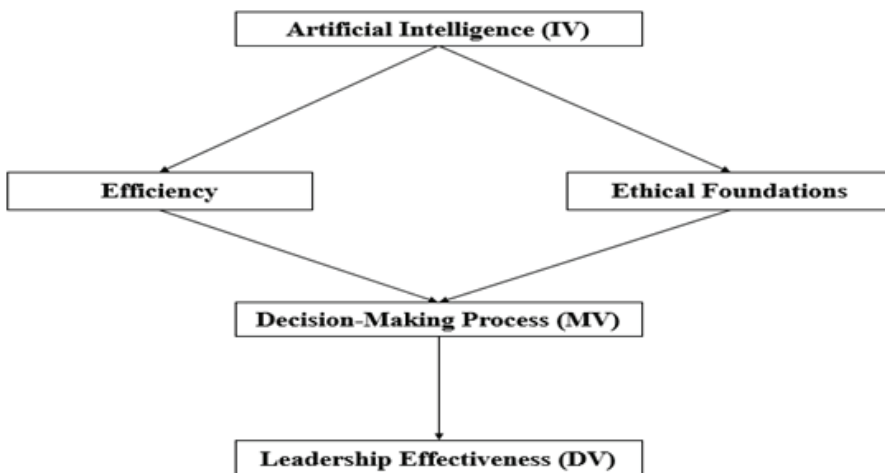 Artificial Intelligence (IV)
Efficiency
Ethical Foundations
Decision-Making Process (MV)
Leadership Effectiveness (DV)